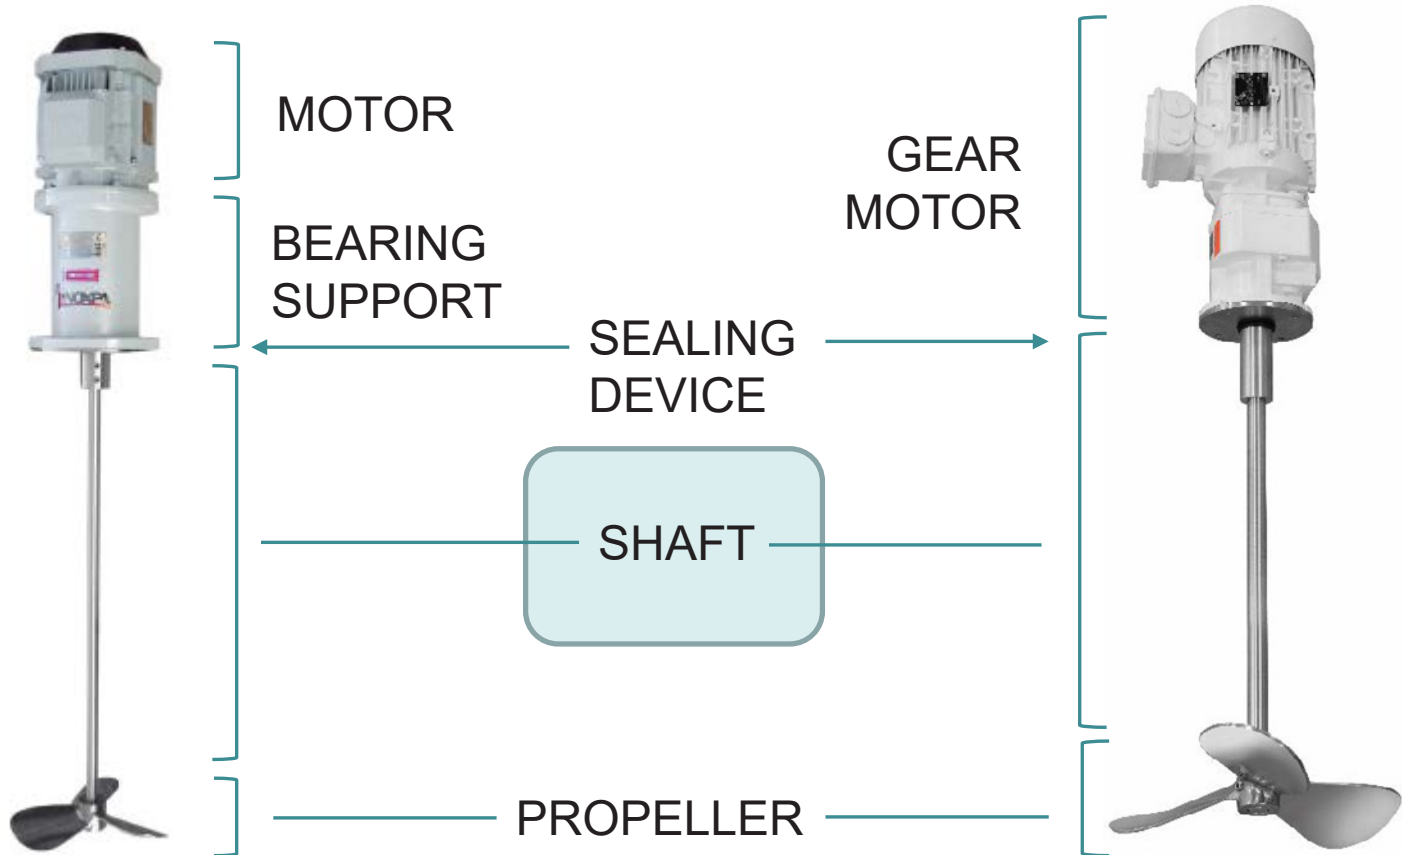 MOTOR
GEAR
MOTOR
BEARING
SUPPORT
SEALING
DEVICE
SHAFT
PROPELLER